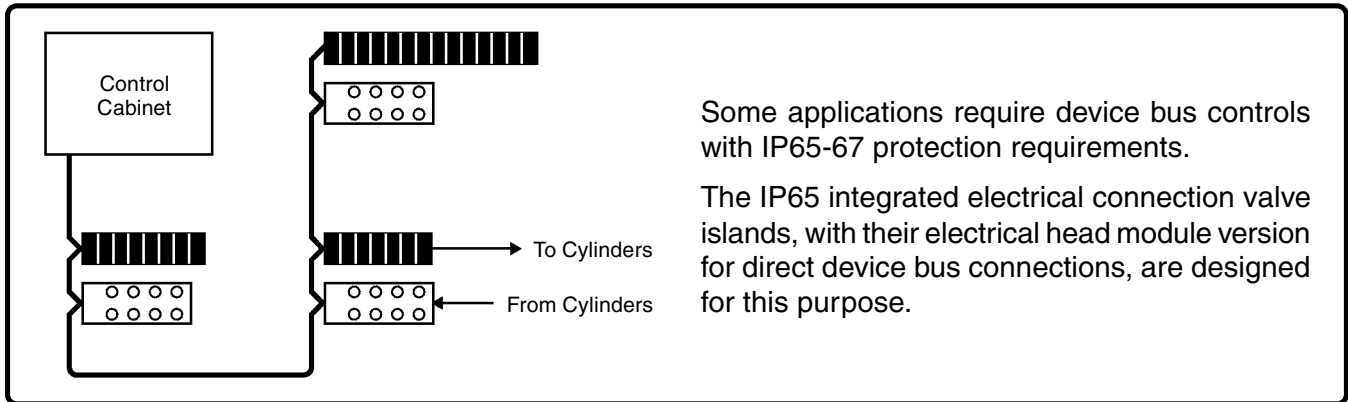 Control
Cabinet
To Cylinders
From Cylinders
Some applications require device bus controls
with IP65-67 protection requirements.
The IP65 integrated electrical connection valve
islands, with their electrical head module version
for direct device bus connections, are designed
for this purpose.